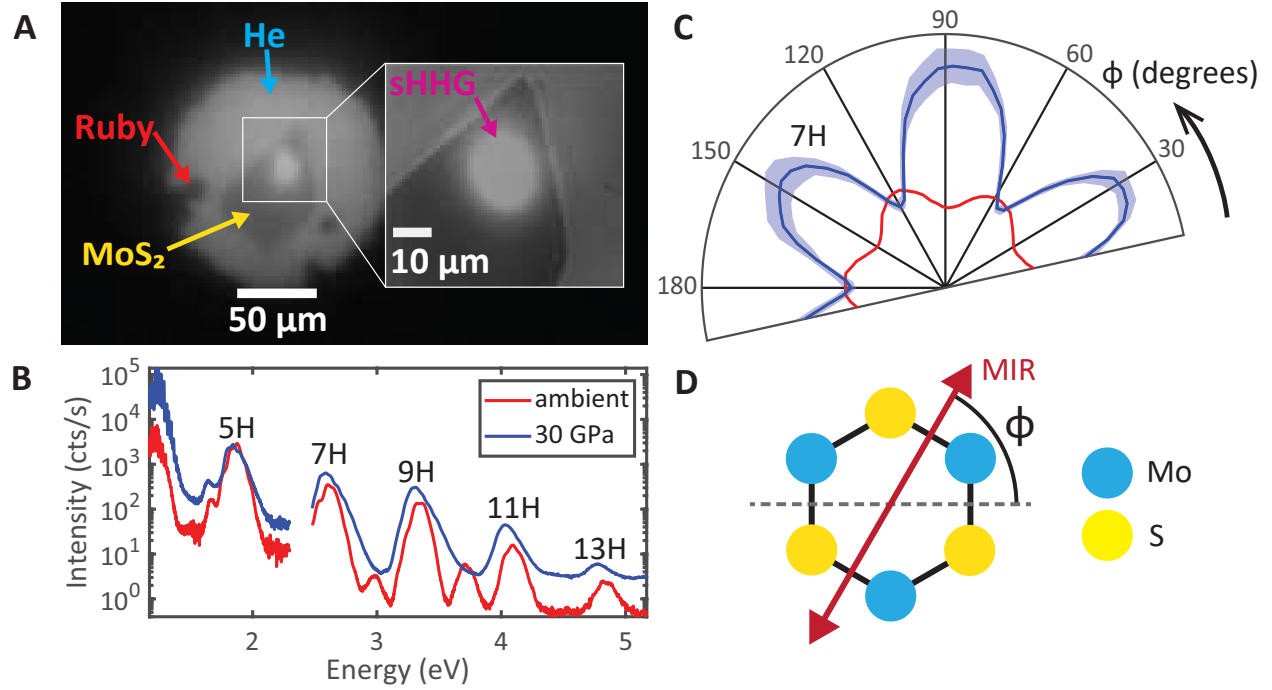 A
He
Ruby
MoS₂
50 μm
sHHG
10 μm
C
90
120
60
ϕ (degrees)
7H
150
30
180
B
Intensity (cts/s)
10⁵
10⁴
10³
10²
10¹
10⁰
5H
7H
9H
11H
13H
ambient
30 GPa
2
3
4
5
Energy (eV)
D
MIR
ϕ
Mo
S